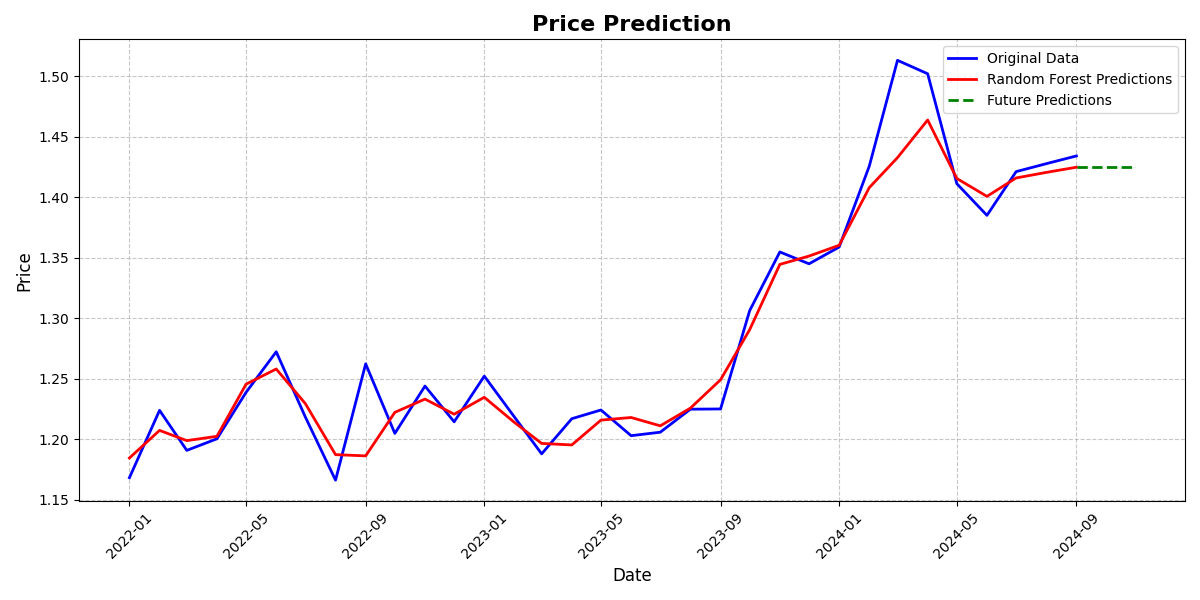 Price Prediction
Original Data
Random Forest Predictions
Future Predictions
Price
1.50
1.45
1.40
1.35
1.30
1.25
1.20
1.15
2022-01
2022-05
2022-09
2023-01
2023-05
2023-09
2024-01
2024-05
2024-09
Date